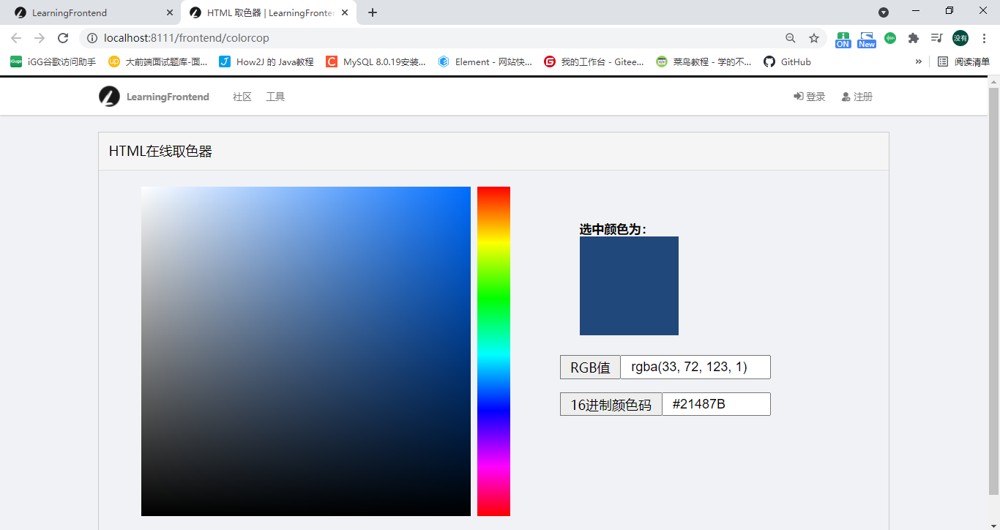 LearningFrontend
HTML 取色器 | LearningFronten
没有
localhost:8111/frontend/colorcop
ON
New
iGG谷歌访问助手
大前端面试题库-面...
How2J 的 Java教程
MySQL 8.0.19安装...
Element - 网站快...
我的工作台 - Gitee...
菜鸟教程 - 学的不...
GitHub
»
阅读清单
LearningFrontend
社区
工具
登录
注册
HTML在线取色器
选中颜色为：
RGB值
rgba(33, 72, 123, 1)
16进制颜色码
#21487B